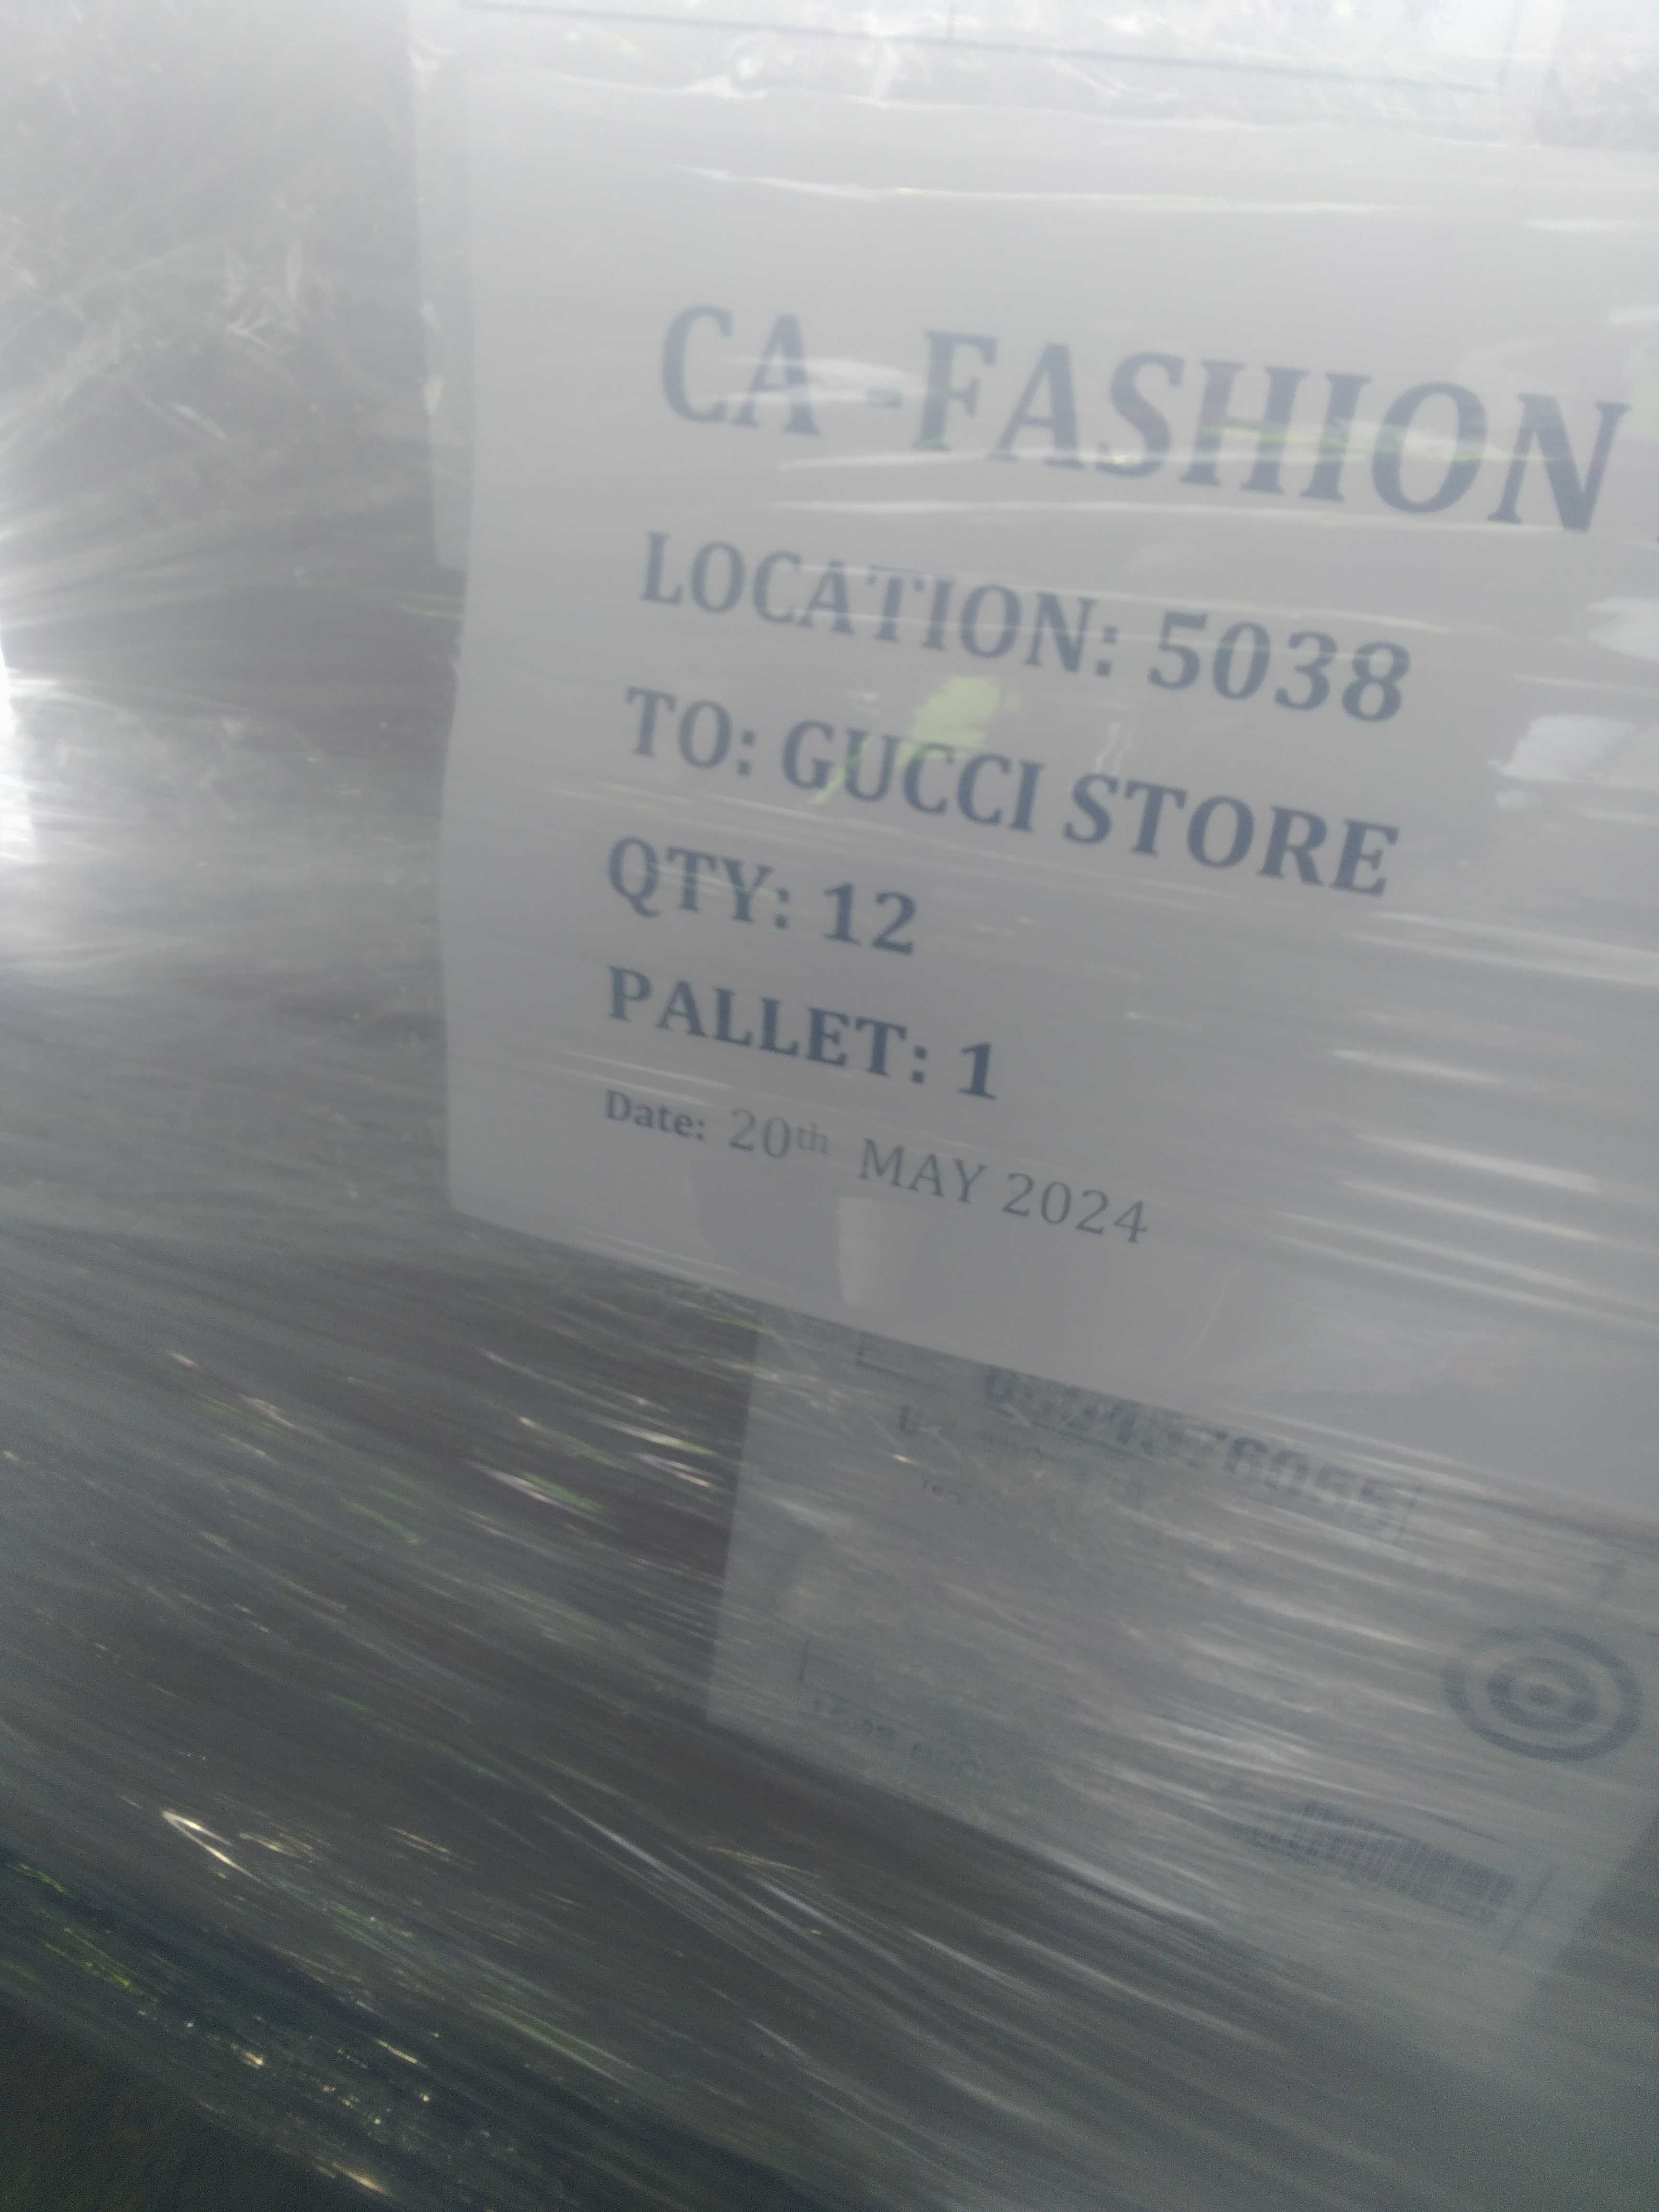 CA -FASHION
LOCATION: 5038
TO: GUCCI STORE
QTY: 12
PALLET: 1
Date: 20th MAY 2024